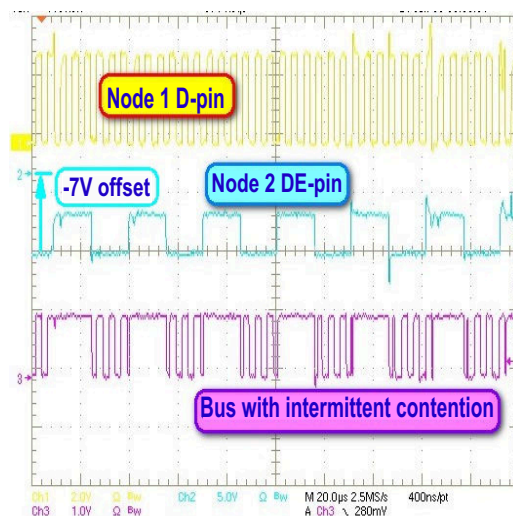 Node 1 D-pin
2
-7V offset
Node 2 DE-pin
3
Bus with intermittent contention
Ch1 2.0V Ω Bw Ch2 5.0V Ω Bw M 20.0µs 2.5MS/s 400ns/pt
Ch3 1.0V Ω Bw A Ch3 \ 280mV